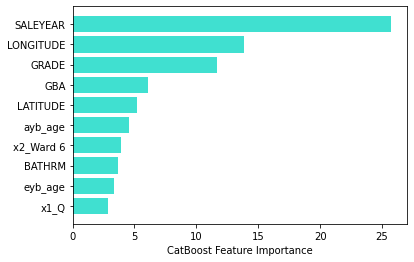 SALEYEAR
LONGITUDE
GRADE
GBA
LATITUDE
ayb_age
x2_Ward 6
BATHRM
eyb_age
x1_Q
0 5 10 15 20 25
CatBoost Feature Importance